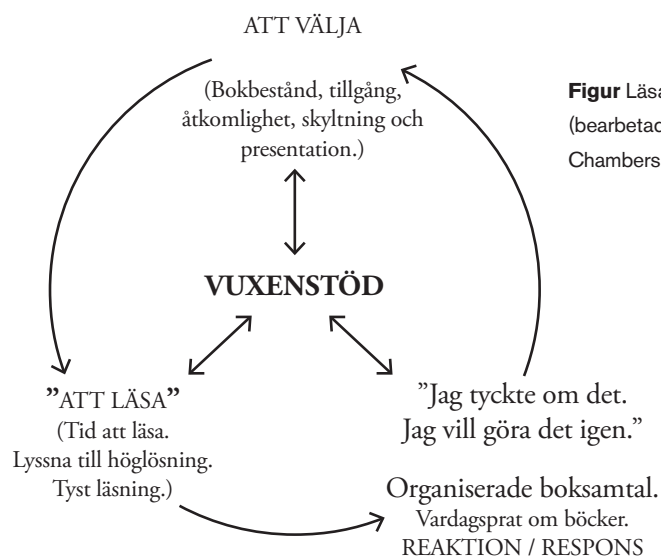 ATT VÄLJA
(Bokbestånd, tillgång,
åtkomlighet, skyltning och
presentation.)
Figur Läsa
(bearbetad
Chambers
VUXENSTÖD
”ATT LÄSA”
(Tid att läsa.
Lyssna till höglösning.
Tyst läsning.)
”Jag tyckte om det.
Jag vill göra det igen.”
Organiserade boksamtal.
Vardagsprat om böcker.
REAKTION / RESPONS